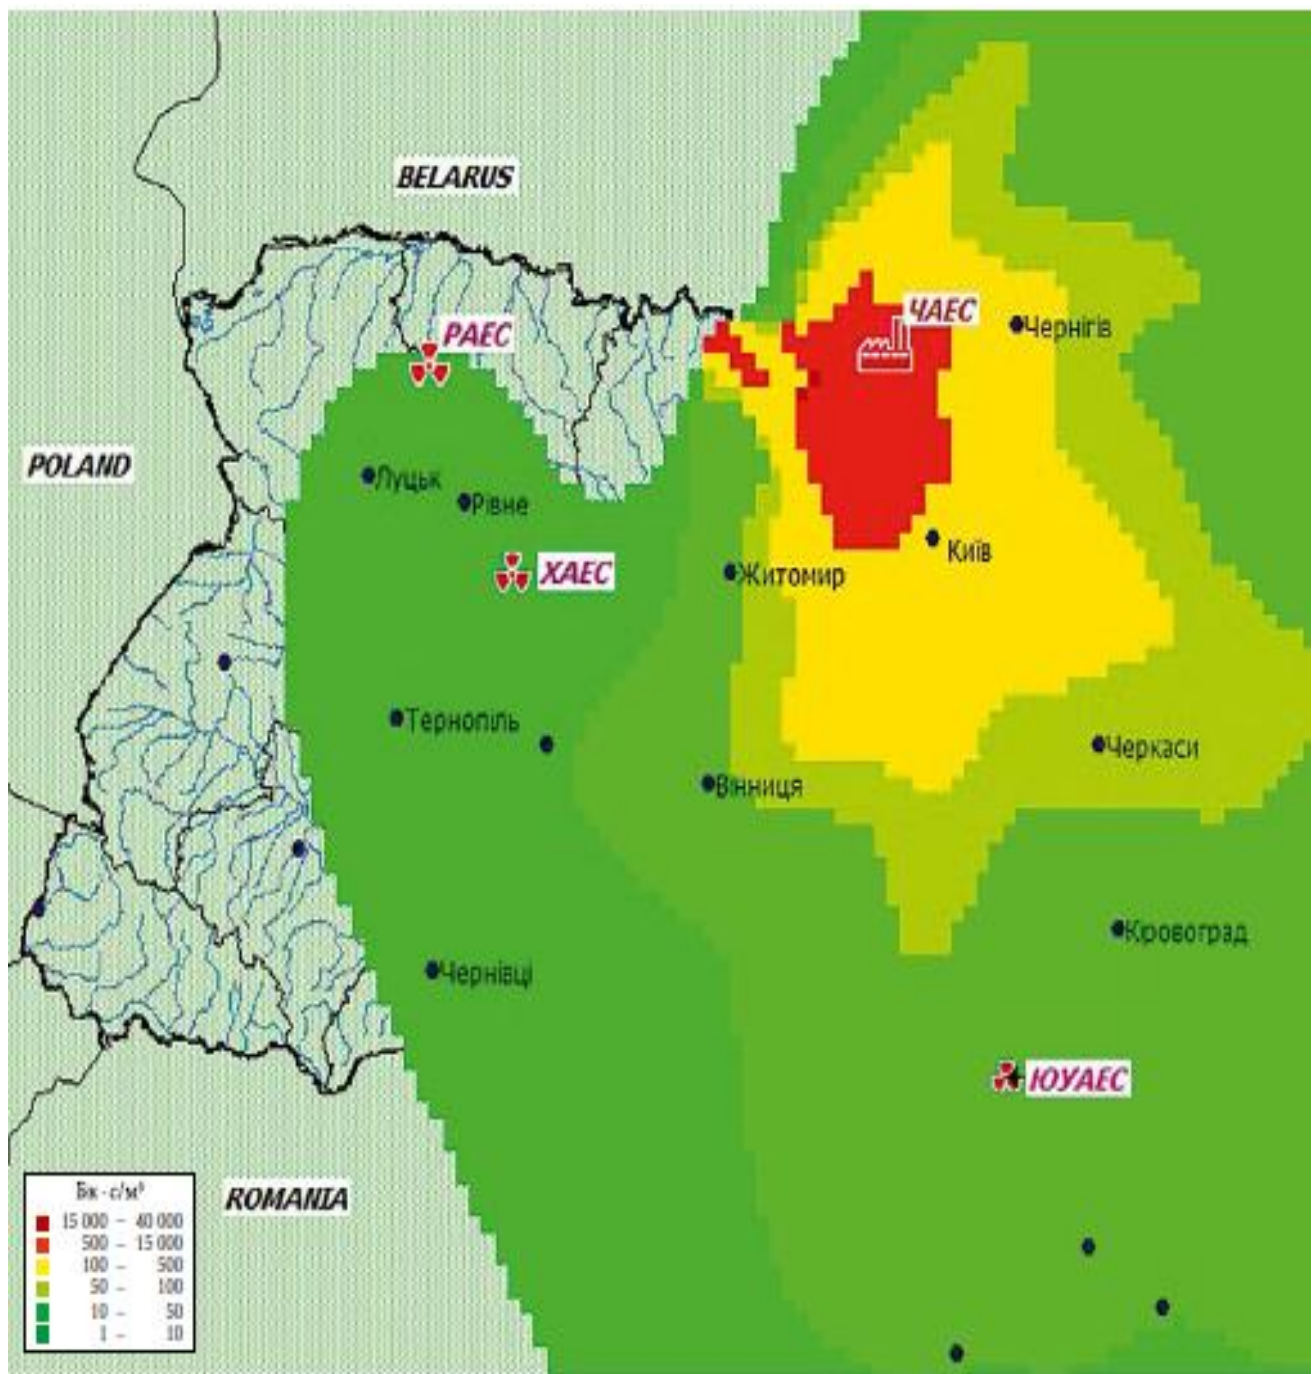 BELARUS
ЧАЕС
Чернігів
РАЕС
POLAND
Луцьк
Рівне
Київ
ХАЕС
Житомир
Тернопіль
Черкаси
Вінниця
Кіровоград
Чернівці
ЮУАЕС
ROMANIA
Бк · с/м³
15 000 – 40 000
500 – 15 000
100 – 500
50 – 100
10 – 50
1 – 10